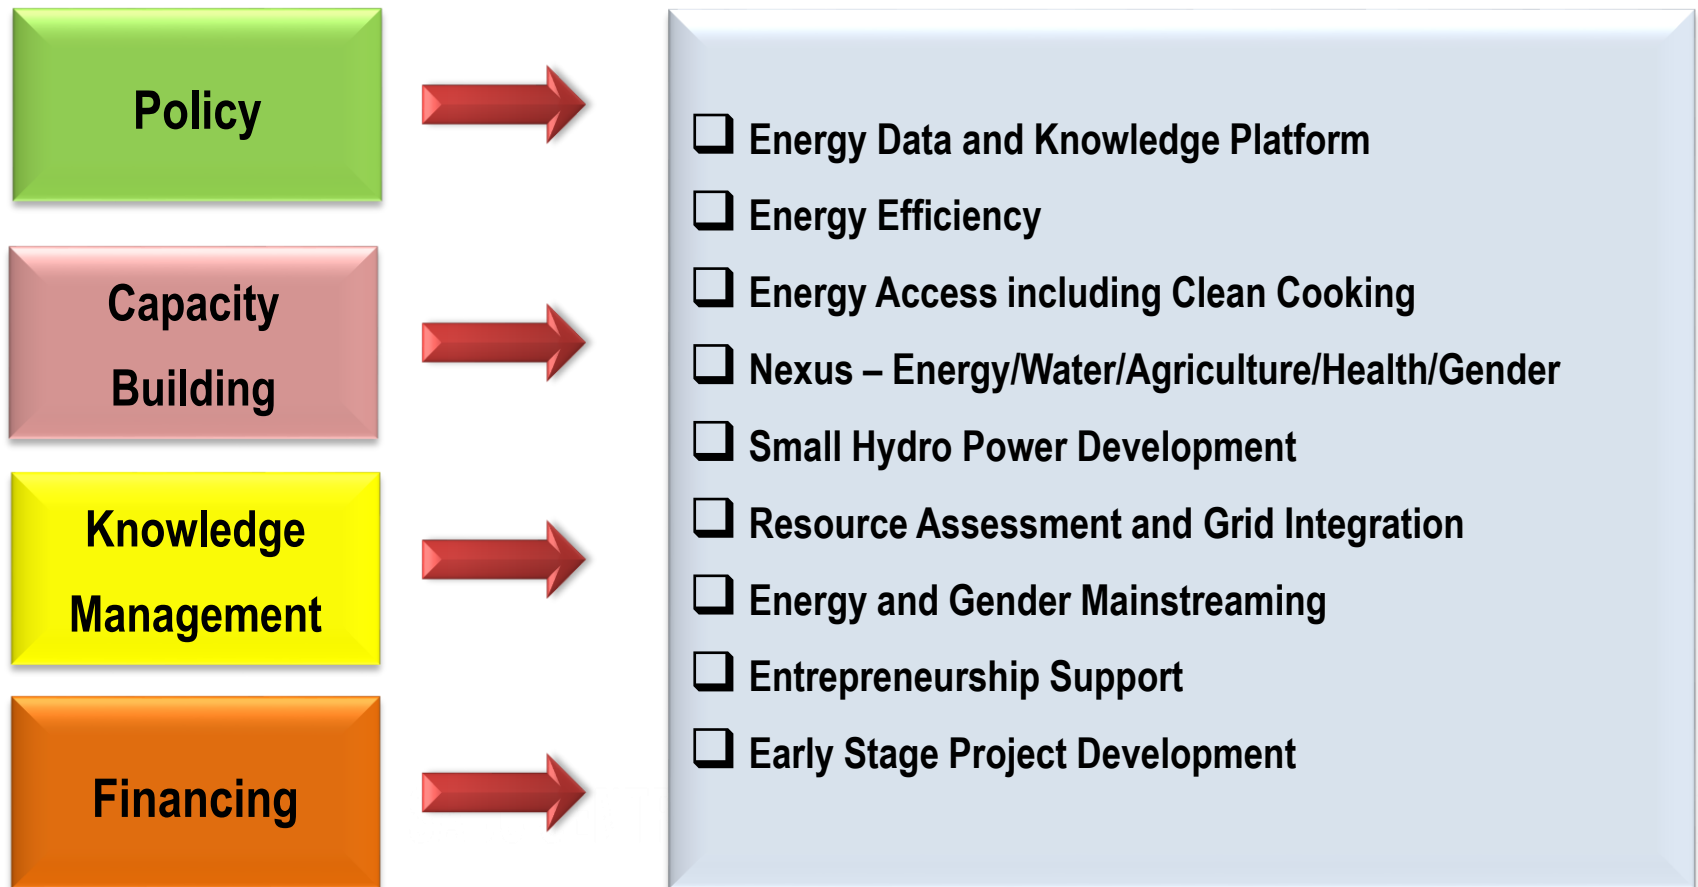 Policy
Capacity
Building
Knowledge
Management
Financing
Energy Data and Knowledge Platform
Energy Efficiency
Energy Access including Clean Cooking
Nexus – Energy/Water/Agriculture/Health/Gender
Small Hydro Power Development
Resource Assessment and Grid Integration
Energy and Gender Mainstreaming
Entrepreneurship Support
Early Stage Project Development